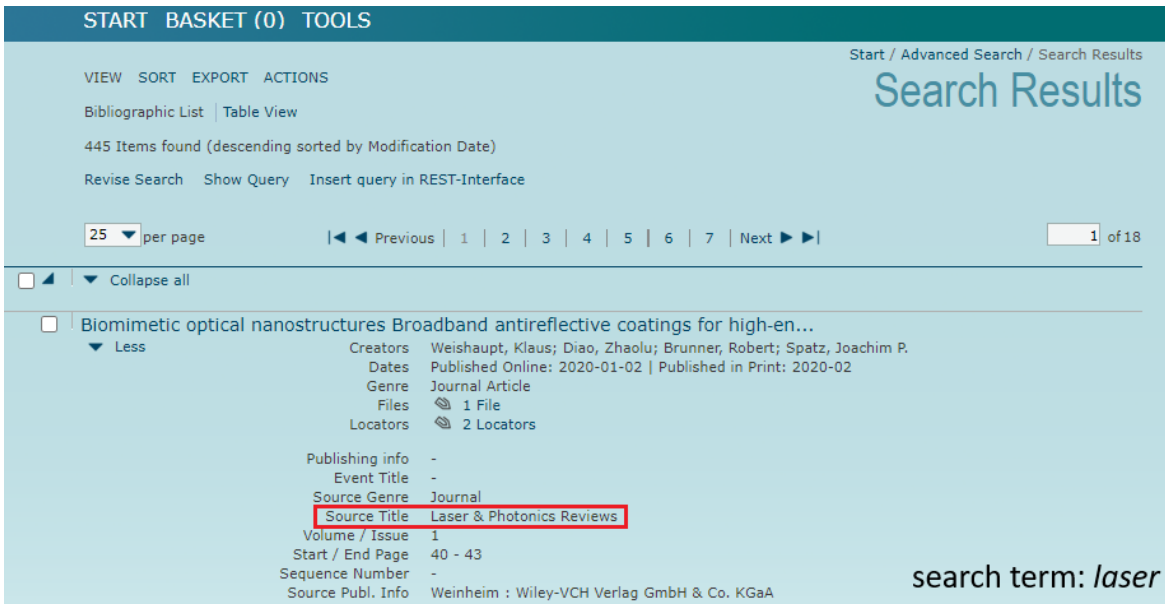 START BASKET (0) TOOLS
Start / Advanced Search / Search Results
Search Results
VIEW SORT EXPORT ACTIONS
Bibliographic List | Table View
445 Items found (descending sorted by Modification Date)
Revise Search Show Query Insert query in REST-Interface
25 per page Previous | 1 | 2 | 3 | 4 | 5 | 6 | 7 | Next 1 of 18
Collapse all
Biomimetic optical nanostructures Broadband antireflective coatings for high-en...
Less
Creators Weishaupt, Klaus; Diao, Zhaolu; Brunner, Robert; Spatz, Joachim P.
Dates Published Online: 2020-01-02 | Published in Print: 2020-02
Genre Journal Article
Files 1 File
Locators 2 Locators
Publishing info -
Event Title -
Source Genre Journal
Source Title Laser & Photonics Reviews
Volume / Issue 1
Start / End Page 40 - 43
Sequence Number -
Source Publ. Info Weinheim : Wiley-VCH Verlag GmbH & Co. KGaA
search term: laser